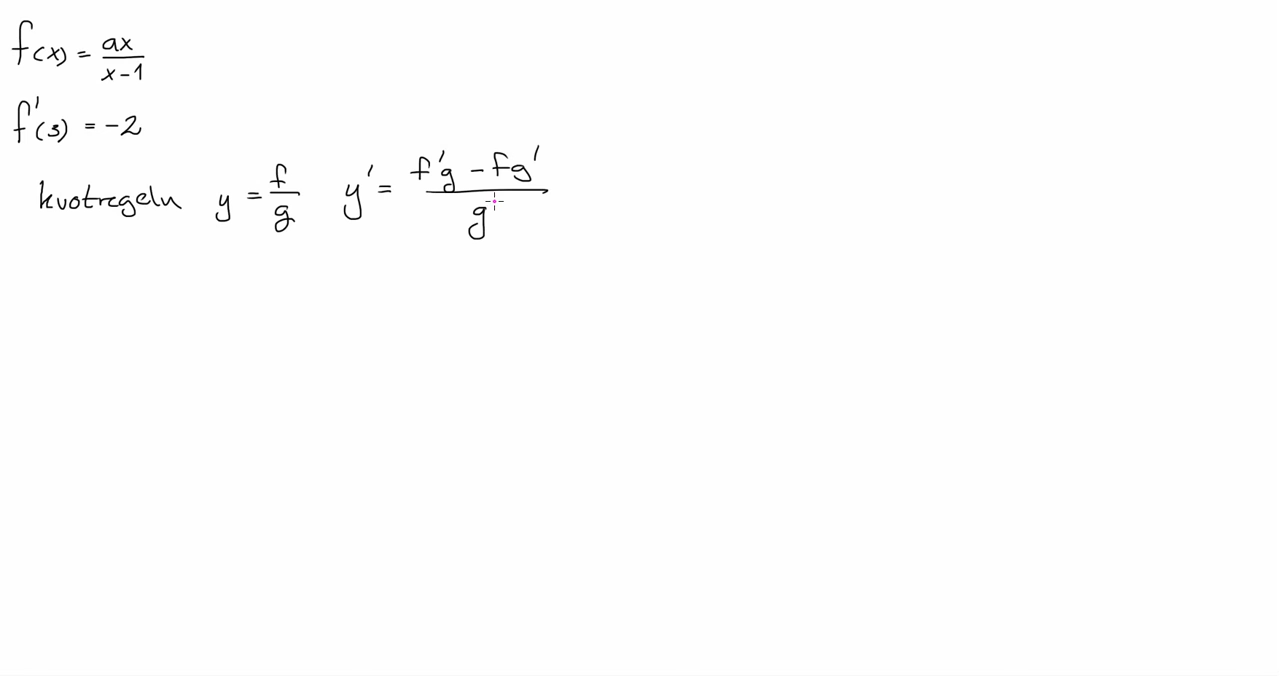 f(x) = ax/(x-1)
f'(3) = -2
kvotregeln y = f/g y' = (f'g - fg')/g